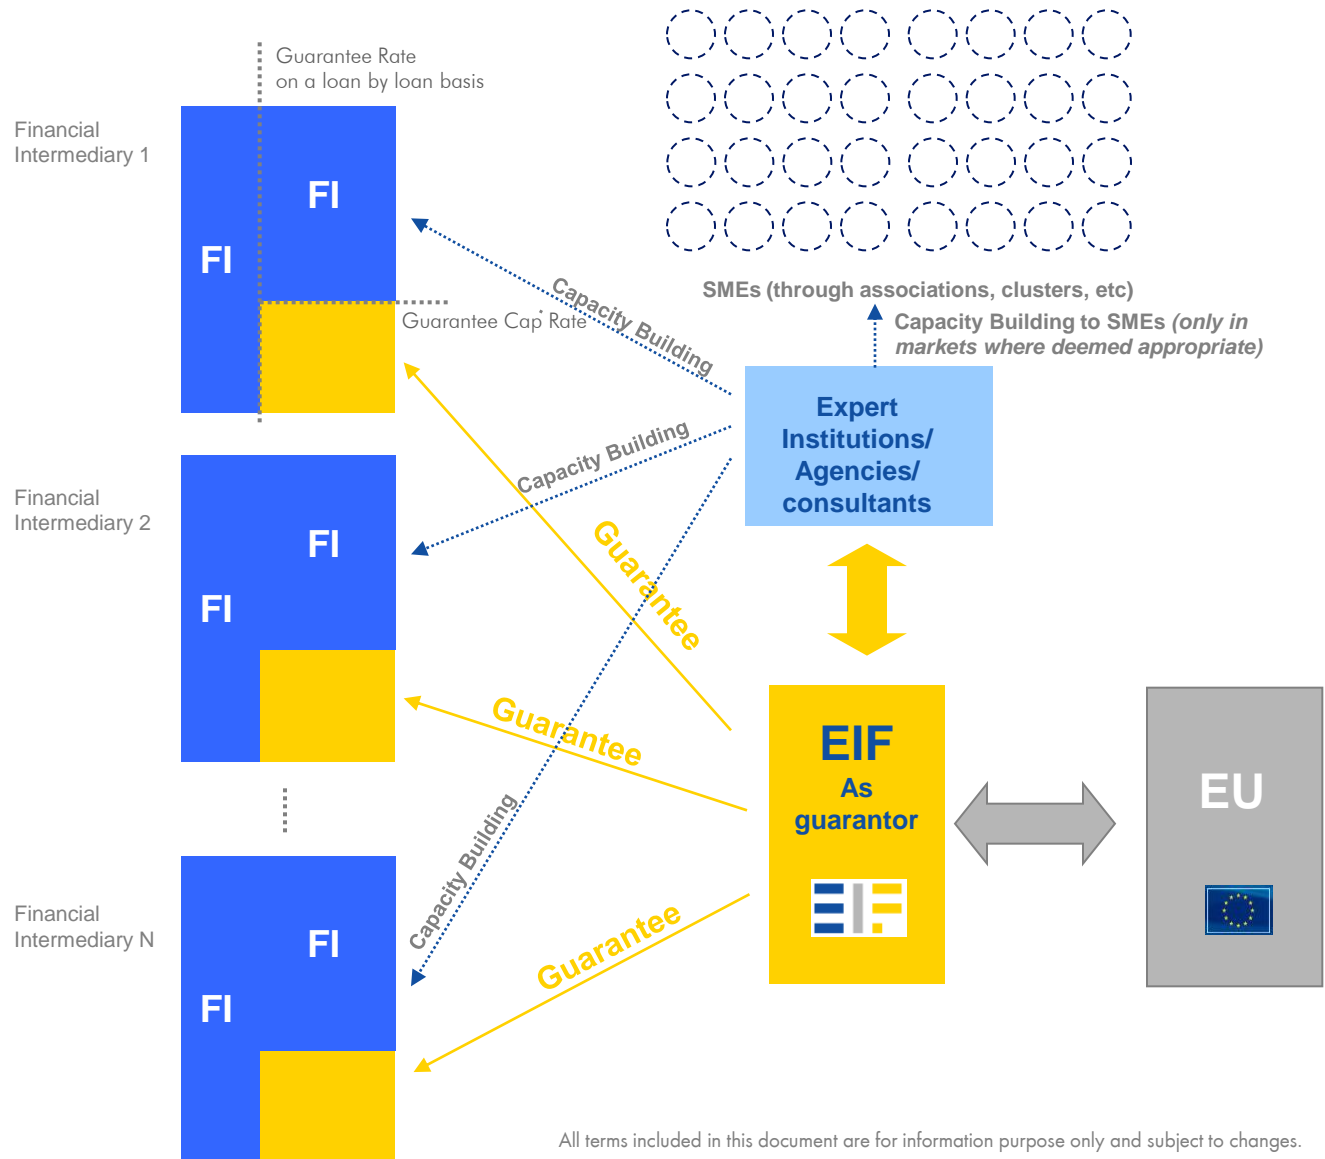 Guarantee Rate
on a loan by loan basis
Financial
Intermediary 1
FI
FI
Guarantee Cap Rate
Capacity Building
SMEs (through associations, clusters, etc)
Capacity Building to SMEs (only in
markets where deemed appropriate)
Expert
Institutions/
Agencies/
consultants
Capacity Building
Financial
Intermediary 2
FI
FI
Guarantee
Guarantee
EIF
As
guarantor
EIF
EU
Capacity Building
Financial
Intermediary N
FI
FI
Guarantee
All terms included in this document are for information purpose only and subject to changes.